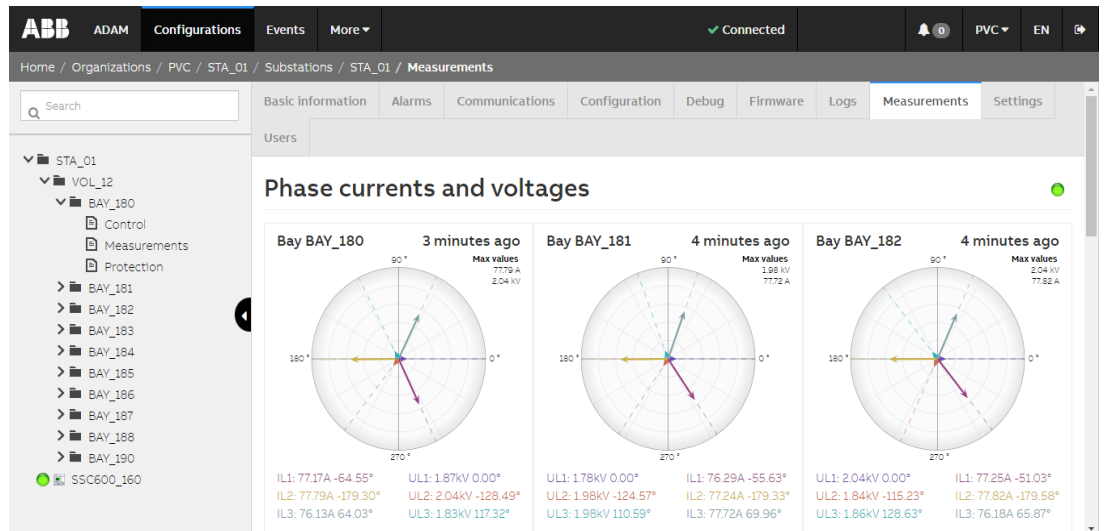 ABB ADAM Configurations Events More Connected 0 PVC EN
Home / Organizations / PVC / STA_01 / Substations / STA_01 / Measurements
Search
Basic information Alarms Communications Configuration Debug Firmware Logs Measurements Settings
Users
STA_01
VOL_12
BAY_180
Control
Measurements
Protection
BAY_181
BAY_182
BAY_183
BAY_184
BAY_185
BAY_186
BAY_187
BAY_188
BAY_190
SSC600_160
Phase currents and voltages
Bay BAY_180 3 minutes ago
Max values
77.79 A
2.04 kV
90 °
180 ° 0 °
270 °
IL1: 77.17A -64.55° UL1: 1.87kV 0.00°
IL2: 77.79A -179.30° UL2: 2.04kV -128.49°
IL3: 76.13A 64.03° UL3: 1.83kV 117.32°
Bay BAY_181 4 minutes ago
Max values
1.98 kV
77.72 A
90 °
180 ° 0 °
270 °
UL1: 1.78kV 0.00° IL1: 76.29A -55.63°
UL2: 1.98kV -124.57° IL2: 77.24A -179.33°
UL3: 1.98kV 110.59° IL3: 77.72A 69.96°
Bay BAY_182 4 minutes ago
Max values
2.04 kV
77.82 A
90 °
180 ° 0 °
270 °
UL1: 2.04kV 0.00° IL1: 77.25A -51.03°
UL2: 1.84kV -115.23° IL2: 77.82A -179.58°
UL3: 1.86kV 128.63° IL3: 76.18A 65.87°